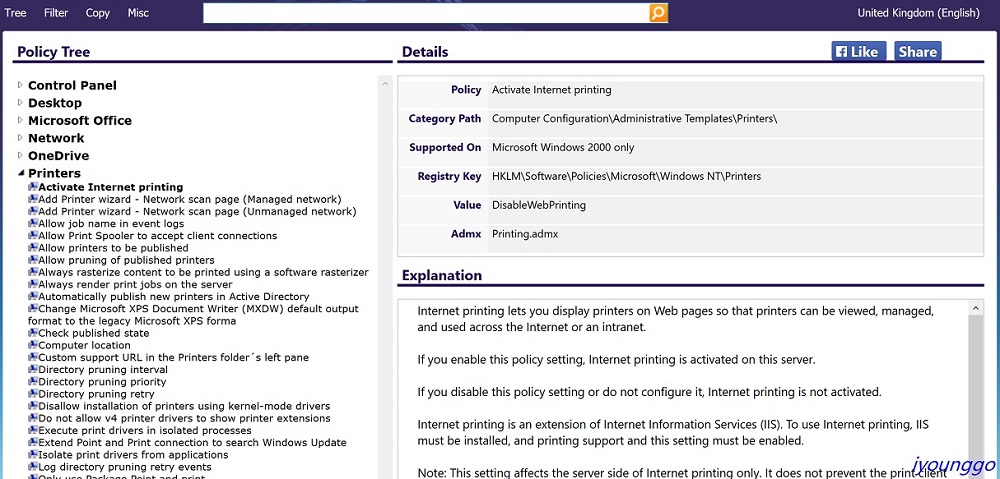 Tree Filter Copy Misc United Kingdom (English)
Policy Tree
Control Panel
Desktop
Microsoft Office
Network
OneDrive
Printers
Activate Internet printing
Add Printer wizard - Network scan page (Managed network)
Add Printer wizard - Network scan page (Unmanaged network)
Allow job name in event logs
Allow Print Spooler to accept client connections
Allow printers to be published
Allow pruning of published printers
Always rasterize content to be printed using a software rasterizer
Always render print jobs on the server
Automatically publish new printers in Active Directory
Change Microsoft XPS Document Writer (MXDW) default output
format to the legacy Microsoft XPS forma
Check published state
Computer location
Custom support URL in the Printers folder´s left pane
Directory pruning interval
Directory pruning priority
Directory pruning retry
Disallow installation of printers using kernel-mode drivers
Do not allow v4 printer drivers to show printer extensions
Execute print drivers in isolated processes
Extend Point and Print connection to search Windows Update
Isolate print drivers from applications
Log directory pruning retry events
Only use Package Point and print
Details
Like Share
Policy Activate Internet printing
Category Path Computer Configuration\Administrative Templates\Printers\
Supported On Microsoft Windows 2000 only
Registry Key HKLM\Software\Policies\Microsoft\Windows NT\Printers
Value DisableWebPrinting
Admx Printing.admx
Explanation
Internet printing lets you display printers on Web pages so that printers can be viewed, managed,
and used across the Internet or an intranet.
If you enable this policy setting, Internet printing is activated on this server.
If you disable this policy setting or do not configure it, Internet printing is not activated.
Internet printing is an extension of Internet Information Services (IIS). To use Internet printing, IIS
must be installed, and printing support and this setting must be enabled.
Note: This setting affects the server side of Internet printing only. It does not prevent the print client
jyounggo